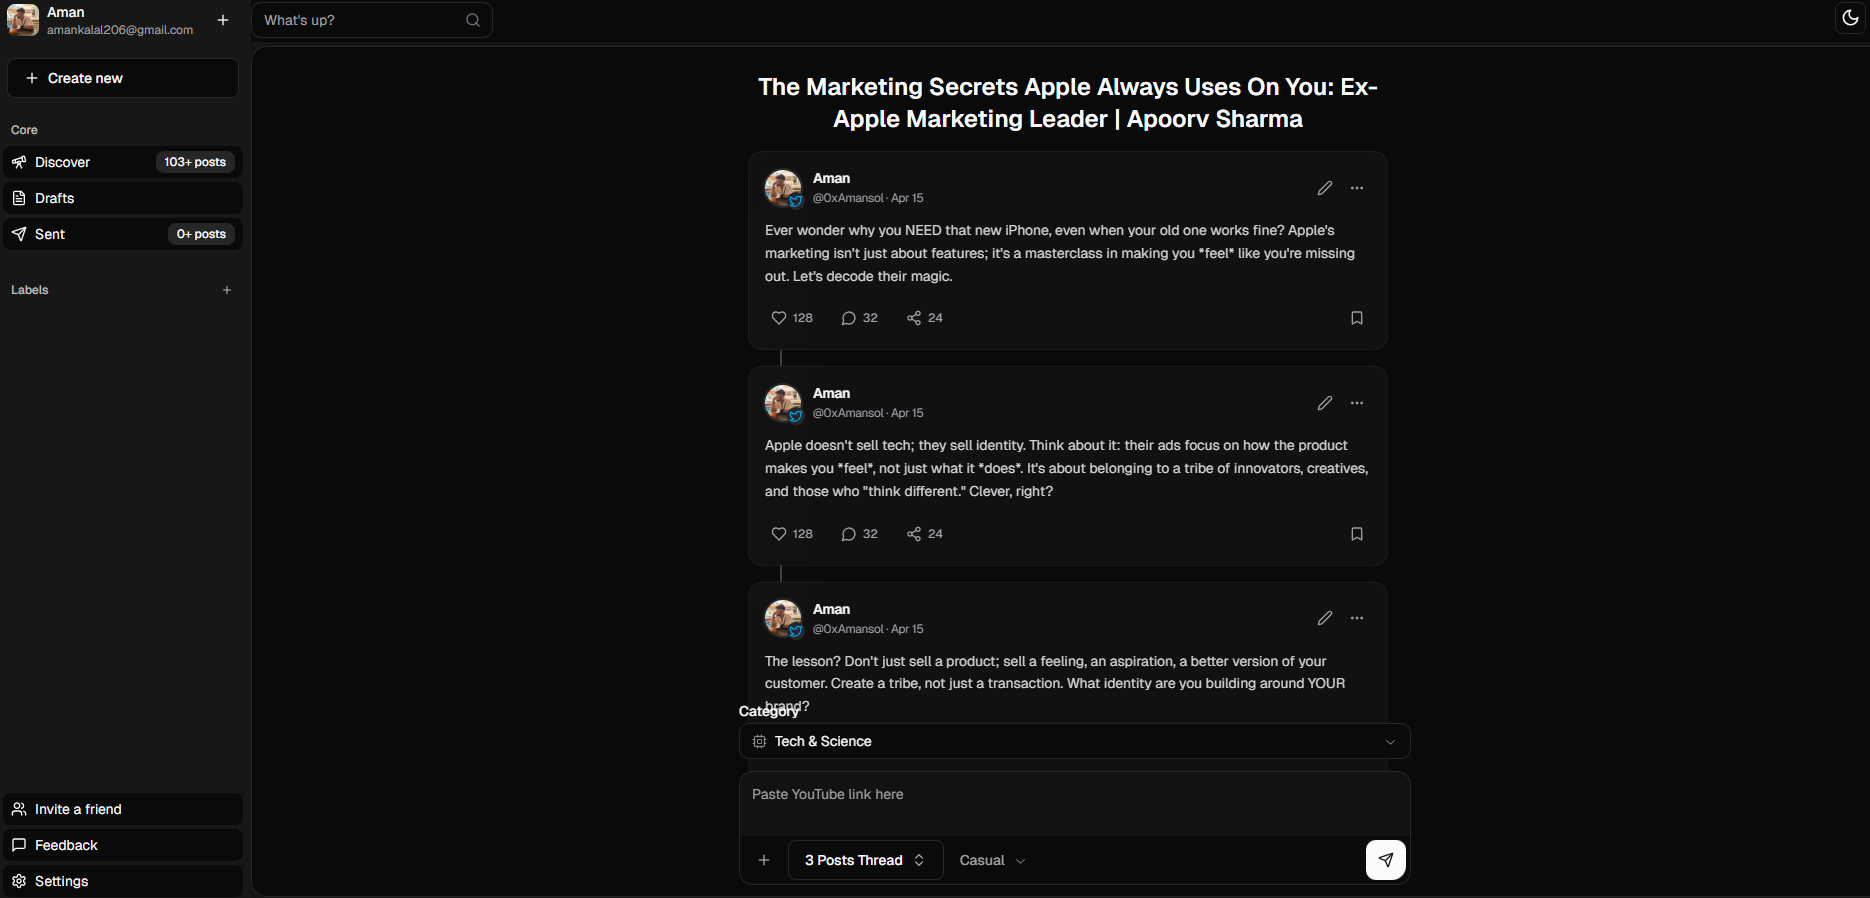 Aman
amankalal206@gmail.com
What's up?
Create new
Core
Discover 103+ posts
Drafts
Sent 0+ posts
Labels
Invite a friend
Feedback
Settings
The Marketing Secrets Apple Always Uses On You: Ex-
Apple Marketing Leader | Apoorv Sharma
Aman
@0xAmansol · Apr 15
Ever wonder why you NEED that new iPhone, even when your old one works fine? Apple's
marketing isn't just about features; it's a masterclass in making you *feel* like you're missing
out. Let's decode their magic.
128 32 24
Aman
@0xAmansol · Apr 15
Apple doesn't sell tech; they sell identity. Think about it: their ads focus on how the product
makes you *feel*, not just what it *does*. It's about belonging to a tribe of innovators, creatives,
and those who "think different." Clever, right?
128 32 24
Aman
@0xAmansol · Apr 15
The lesson? Don't just sell a product; sell a feeling, an aspiration, a better version of your
customer. Create a tribe, not just a transaction. What identity are you building around YOUR
brand?
Category
Tech & Science
Paste YouTube link here
3 Posts Thread Casual